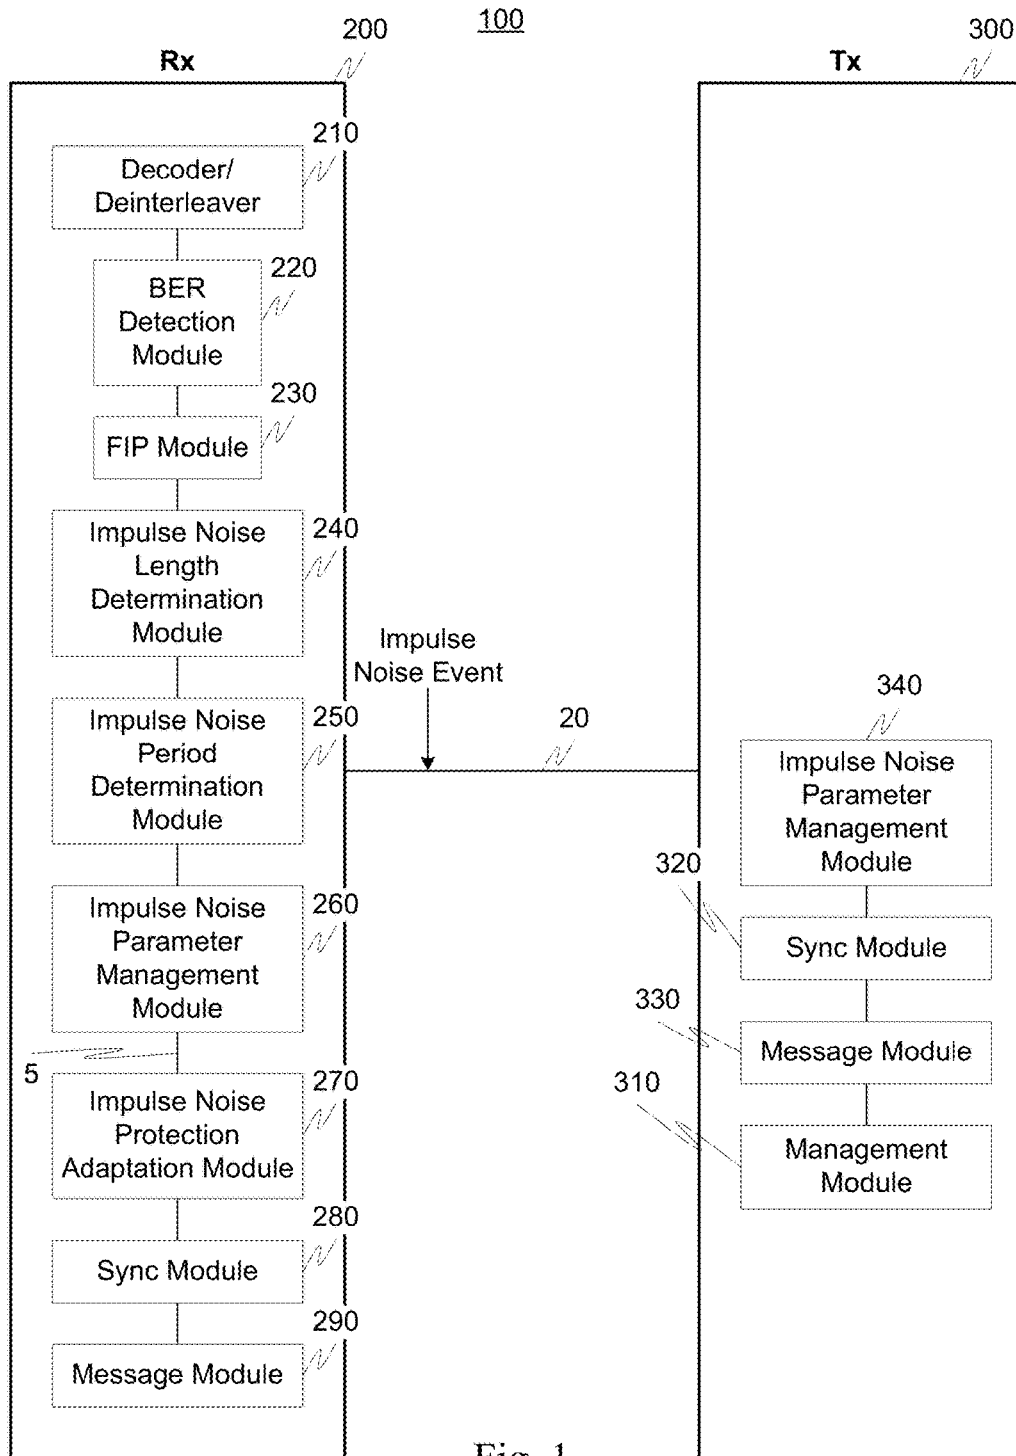 100
200
300
Rx
Tx
210
Decoder/
Deinterleaver
220
BER
Detection
Module
230
FIP Module
240
Impulse Noise
Length
Determination
Module
250
Impulse Noise
Period
Determination
Module
260
Impulse Noise
Parameter
Management
Module
5
270
Impulse Noise
Protection
Adaptation Module
280
Sync Module
290
Message Module
Impulse
Noise Event
20
340
Impulse Noise
Parameter
Management
Module
320
Sync Module
330
Message Module
310
Management
Module
Fig. 1